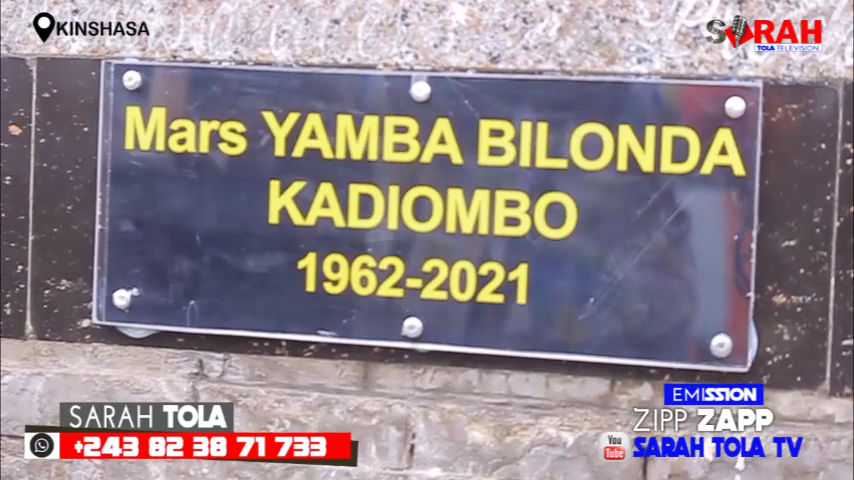 KINSHASA
SARAH
TOLA TELEVISION
Mars YAMBA BILONDA
KADIOMBO
1962-2021
EMISSION
SARAH TOLA
ZIPP ZAPP
+243 82 38 71 733
You
Tube
SARAH TOLA TV